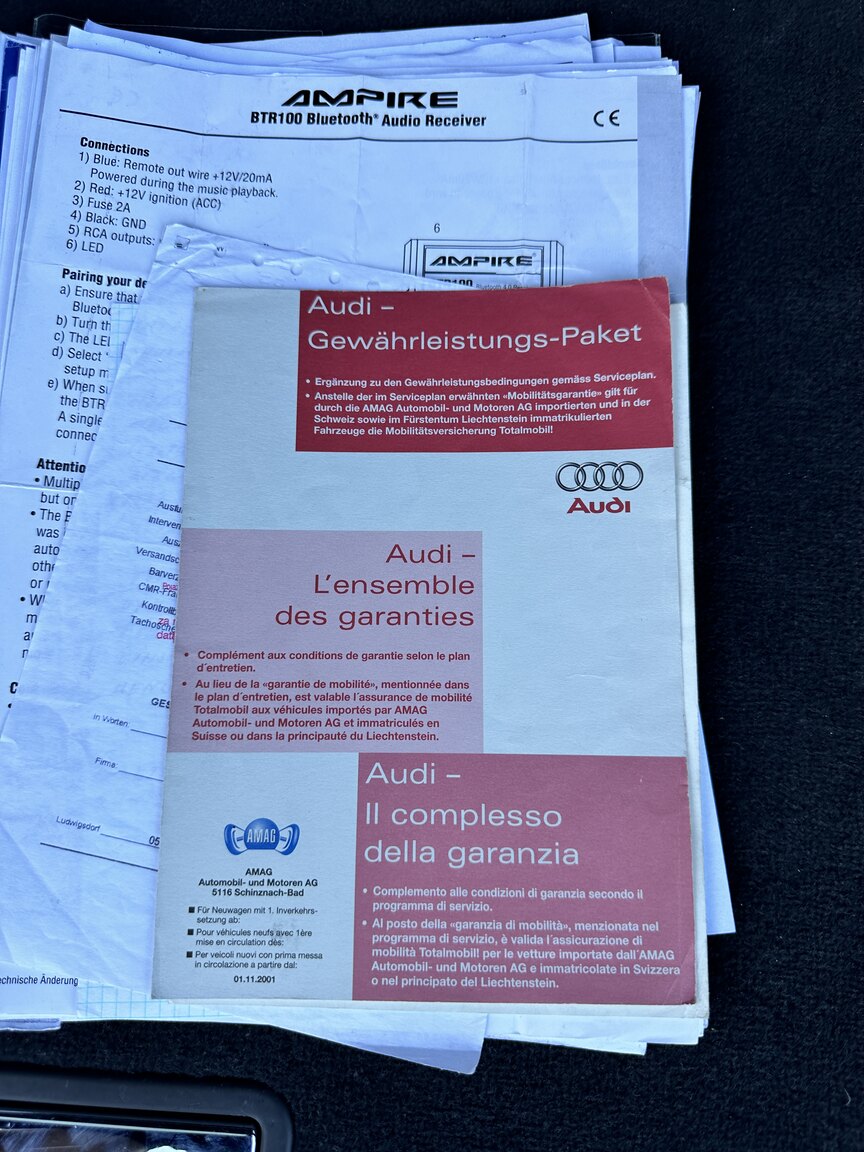 AMPIRE
BTR100 Bluetooth® Audio Receiver
CE
Connections
1) Blue: Remote out wire +12V/20mA
Powered during the music playback.
2) Red: +12V ignition (ACC)
3) Fuse 2A
4) Black: GND
5) RCA outputs:
6) LED
6
AMPIRE
Pairing your
a) Ensure that
b) Turn th
c) The
d) Select
setup m
e) When
the BTR
A single
connec
Attentio
• Multip
but or
• The
was
auto
othe
or
Interven
Versandsc
Barverz
CMR-Fra
Tachosche
za
data
in Worten:
Firma:
Ludwigsdorf
05
echnische Änderung
Audi –
Gewährleistungs-Paket
• Ergänzung zu den Gewährleistungsbedingungen gemäss Serviceplan.
• Anstelle der im Serviceplan erwähnten «Mobilitätsgarantie» gilt für
durch die AMAG Automobil- und Motoren AG importierten und in der
Schweiz sowie im Fürstentum Liechtenstein immatrikulierten
Fahrzeuge die Mobilitätsversicherung Totalmobil!
Audi
Audi –
L'ensemble
des garanties
• Complément aux conditions de garantie selon le plan
d´entretien.
• Au lieu de la «garantie de mobilité», mentionnée dans
le plan d´entretien, est valable l´assurance de mobilité
Totalmobil aux véhicules importés par AMAG
Automobil- und Motoren AG et immatriculés en
Suisse ou dans la principauté du Liechtenstein.
Audi –
Il complesso
della garanzia
• Complemento alle condizioni di garanzia secondo il
programma di servizio.
• Al posto della «garanzia di mobilità», menzionata nel
programma di servizio, è valida l´assicurazione di
mobilità Totalmobil! per le vetture importate dall´AMAG
Automobil- und Motoren AG e immatricolate in Svizzera
o nel principato del Liechtenstein.
AMAG
AMAG
Automobil- und Motoren AG
5116 Schinznach-Bad
■ Für Neuwagen mit 1. Inverkehrs-
setzung ab:
■ Pour véhicules neufs avec 1ère
mise en circulation dès:
■ Per veicoli nuovi con prima messa
in circolazione a partire dal:
01.11.2001